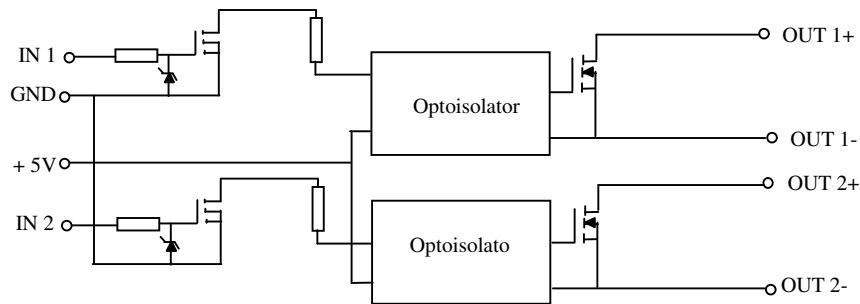 IN 1
GND
+ 5V
IN 2
Optoisolator
Optoisolato
OUT 1+
OUT 1-
OUT 2+
OUT 2-